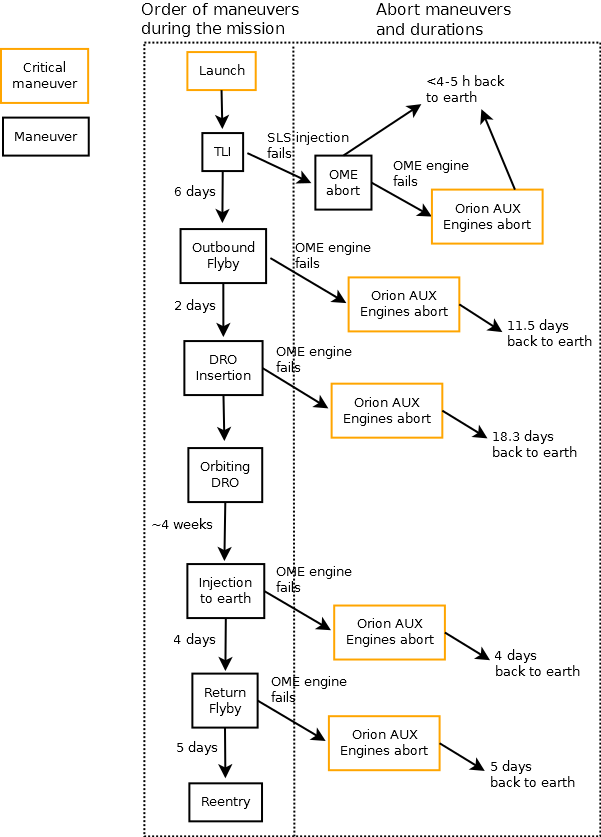 Order of maneuvers
during the mission
Abort maneuvers
and durations
Critical
maneuver
Maneuver
Launch
<4-5 h back
to earth
TLI
SLS injection
fails
OME
abort
OME engine
fails
Orion AUX
Engines abort
6 days
Outbound
Flyby
OME engine
fails
Orion AUX
Engines abort
11.5 days
back to earth
2 days
DRO
Insertion
OME engine
fails
Orion AUX
Engines abort
18.3 days
back to earth
Orbiting
DRO
~4 weeks
Injection
to earth
OME engine
fails
Orion AUX
Engines abort
4 days
back to earth
4 days
Return
Flyby
OME engine
fails
Orion AUX
Engines abort
5 days
back to earth
5 days
Reentry